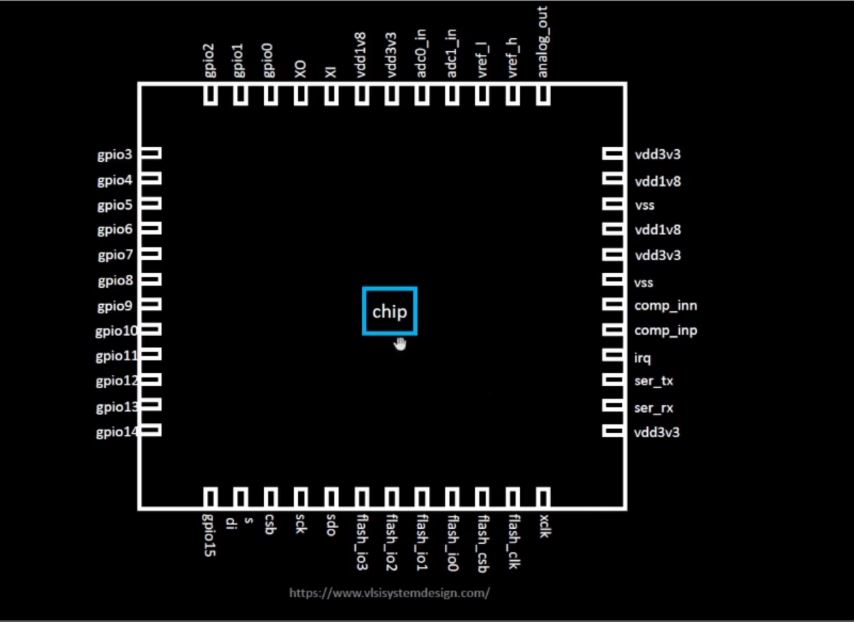 gpio2
gpio1
gpio0
XO
XI
vdd1v8
vdd3v3
adc0_in
adc1_in
vref_l
vref_h
analog_out
gpio3
gpio4
gpio5
gpio6
gpio7
gpio8
gpio9
gpio10
gpio11
gpio12
gpio13
gpio14
chip
vdd3v3
vdd1v8
vss
vdd1v8
vdd3v3
vss
comp_inn
comp_inp
irq
ser_tx
ser_rx
vdd3v3
gpio15
s
di
csb
sck
sdo
flash_io3
flash_io2
flash_io1
flash_io0
flash_csb
flash_clk
xclk
https://www.vlsisystemdesign.com/